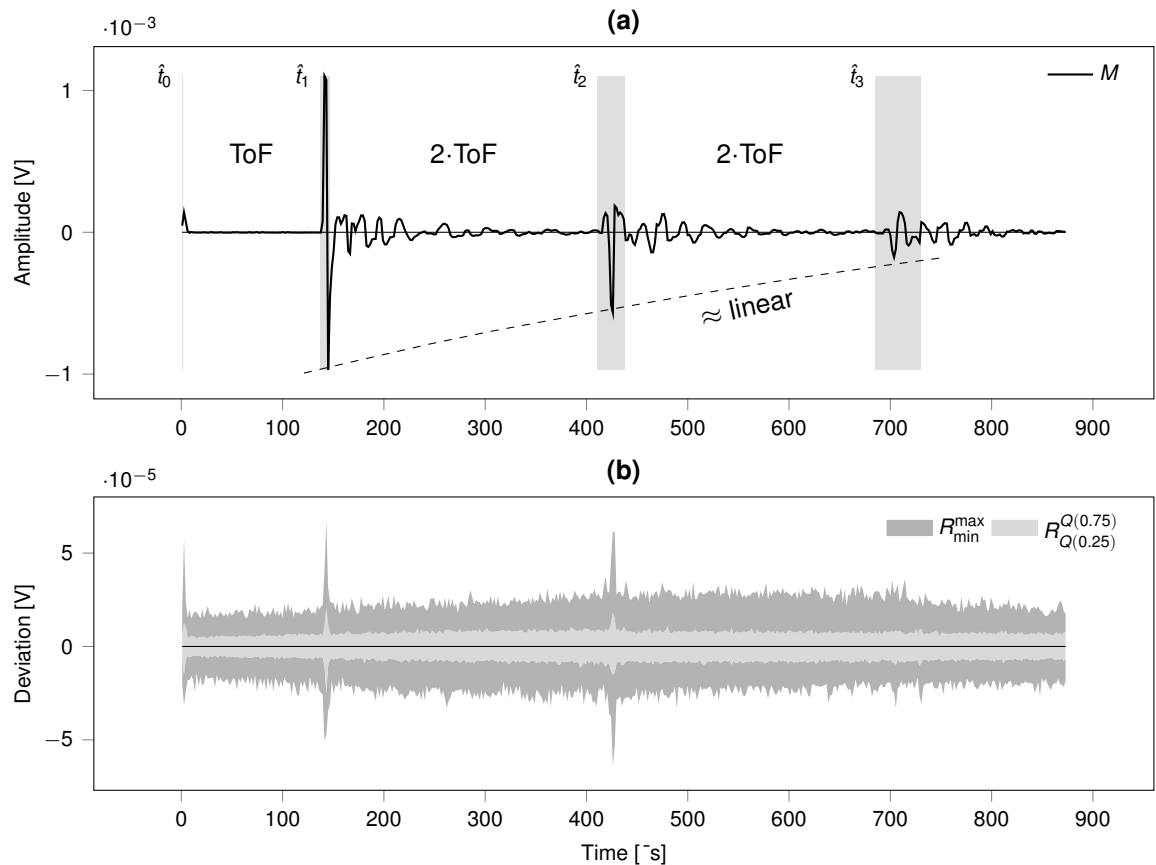 (a)
·10−3
t̂0 t̂1 t̂2 t̂3 M
ToF 2·ToF 2·ToF
≈ linear
Amplitude [V]
1
0
−1
0 100 200 300 400 500 600 700 800 900
(b)
·10−5
Rmaxmin RQ(0.75)Q(0.25)
Deviation [V]
5
0
−5
0 100 200 300 400 500 600 700 800 900
Time [¯s]